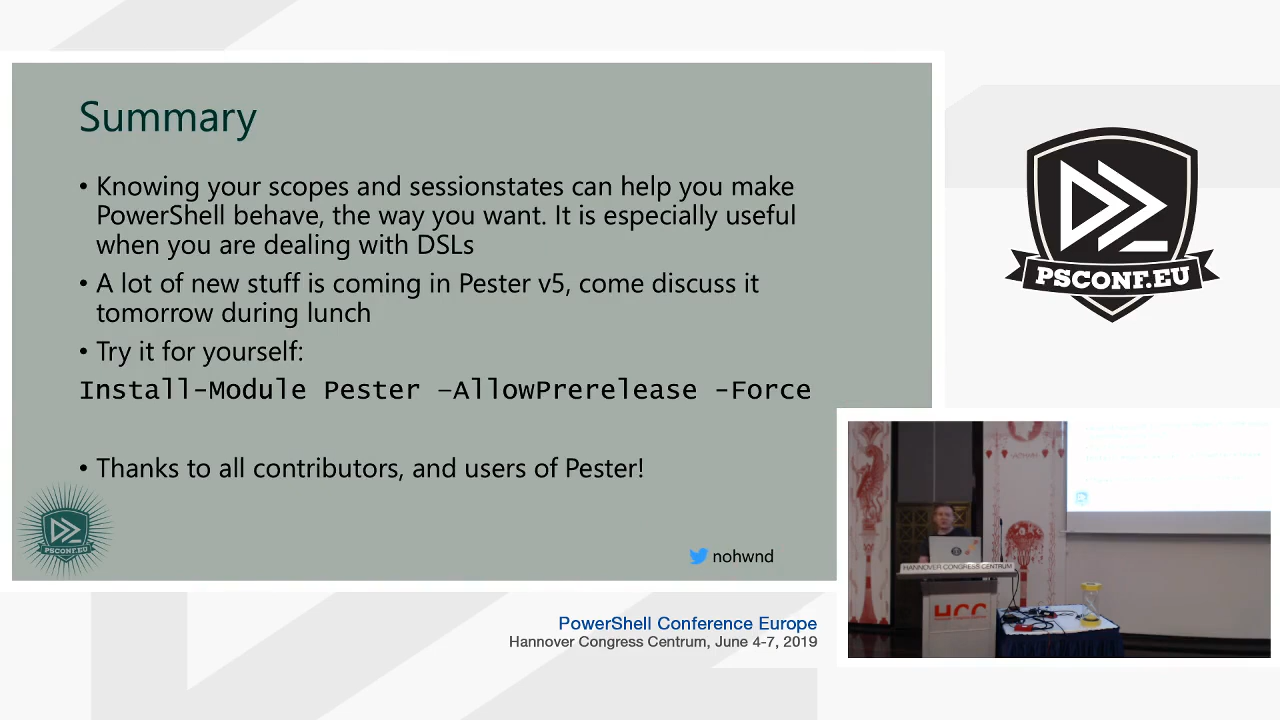 Summary
• Knowing your scopes and sessionstates can help you make
PowerShell behave, the way you want. It is especially useful
when you are dealing with DSLs
• A lot of new stuff is coming in Pester v5, come discuss it
tomorrow during lunch
• Try it for yourself:
Install-Module Pester –AllowPrerelease -Force
• Thanks to all contributors, and users of Pester!
PSCONF.EU
nohwnd
PSCONF.EU
HANNOVER CONGRESS CENTRUM
HCC
PowerShell Conference Europe
Hannover Congress Centrum, June 4-7, 2019